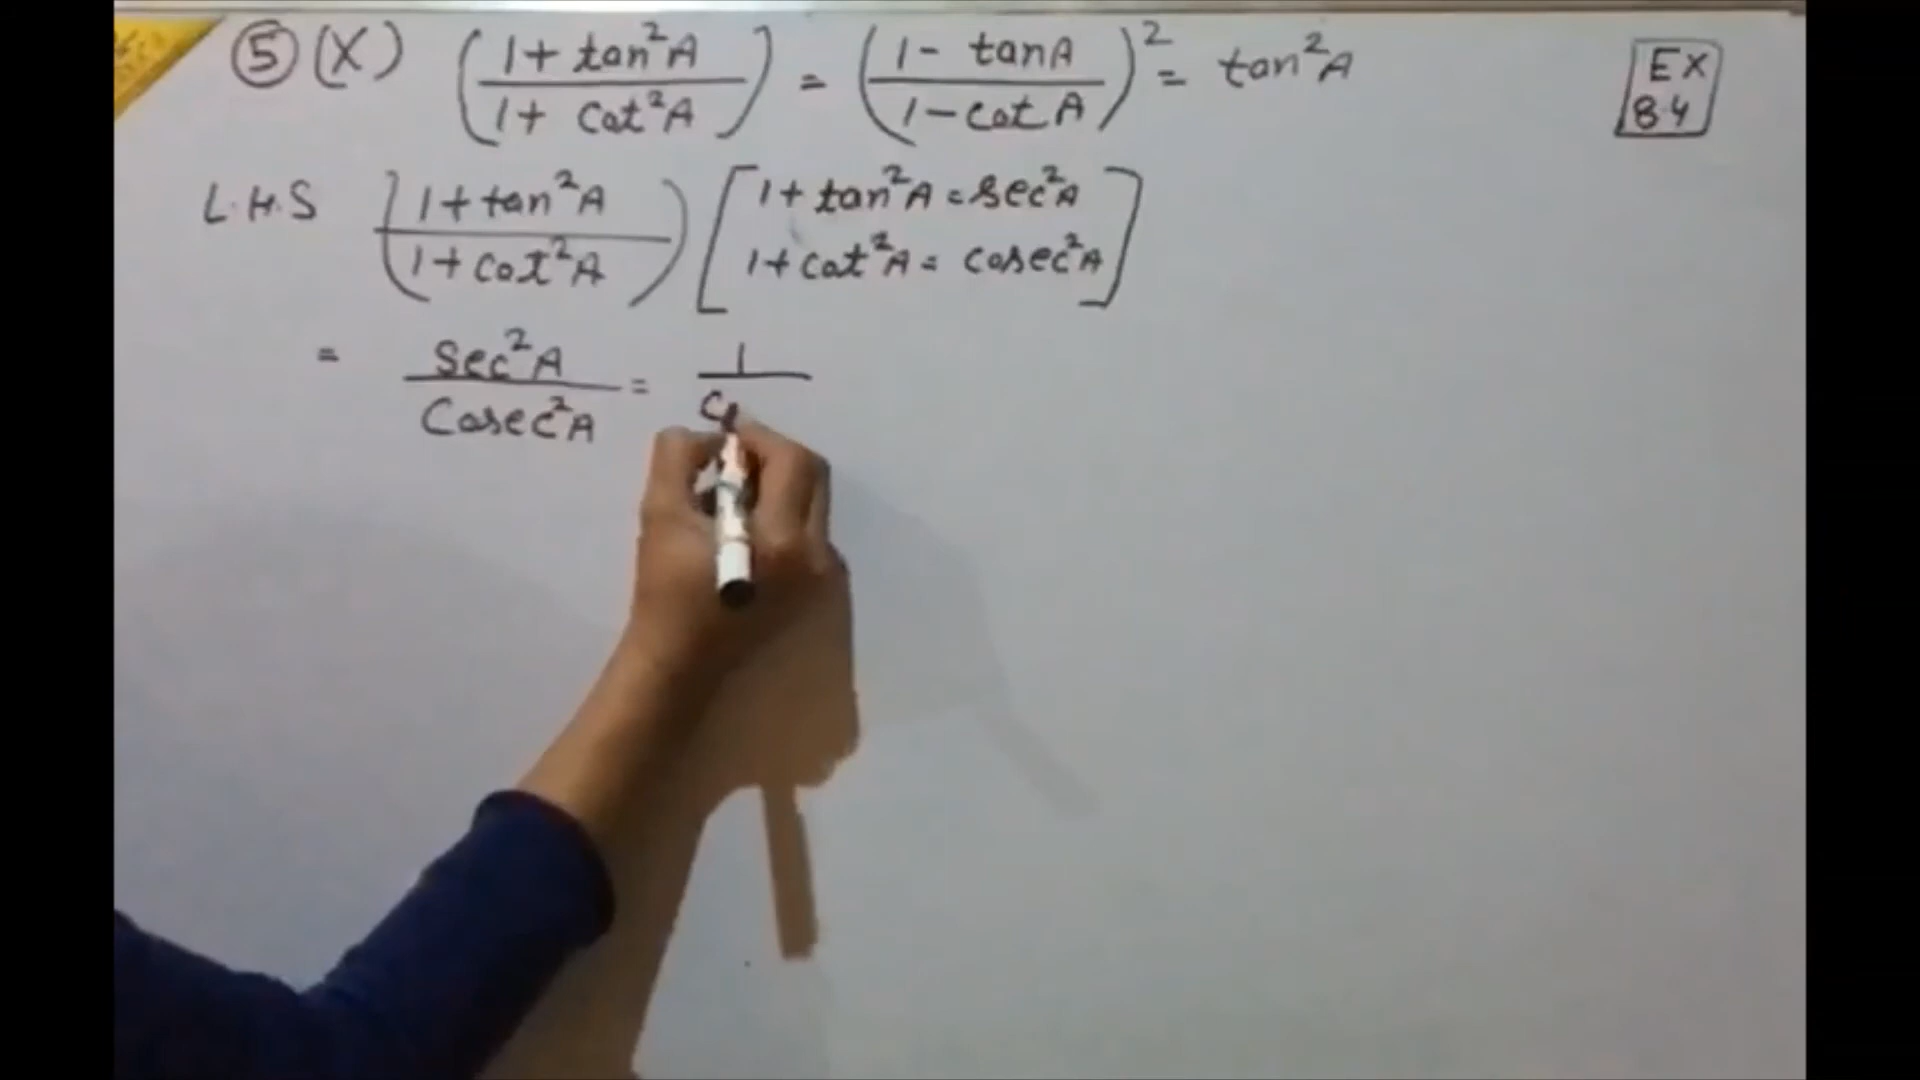 ⑤ (X) (1 + tan²A / 1 + cot²A) = (1 - tanA / 1 - cot A)² = tan²A
EX 8.4
L.H.S (1 + tan²A / 1 + cot²A) [1 + tan²A = sec²A
1 + cot²A = cosec²A]
= Sec²A / Cosec²A = 1 / c